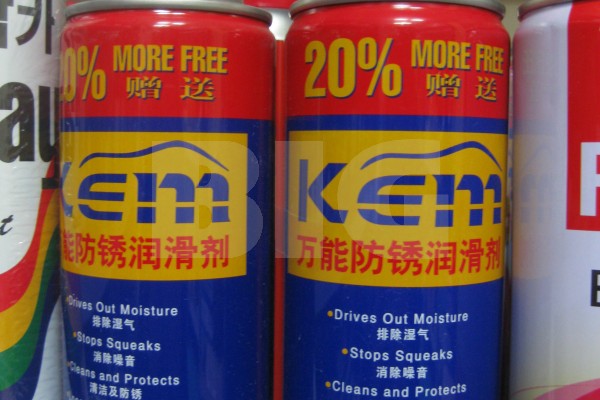 20% MORE FREE
赠送
Kem
万能防锈润滑剂
•Drives Out Moisture
排除湿气
•Stops Squeaks
消除噪音
•Cleans and Protects
清洁及防锈
20% MORE FREE
赠送
Kem
万能防锈润滑剂
•Drives Out Moisture
排除湿气
•Stops Squeaks
消除噪音
•Cleans and Protects
BIG